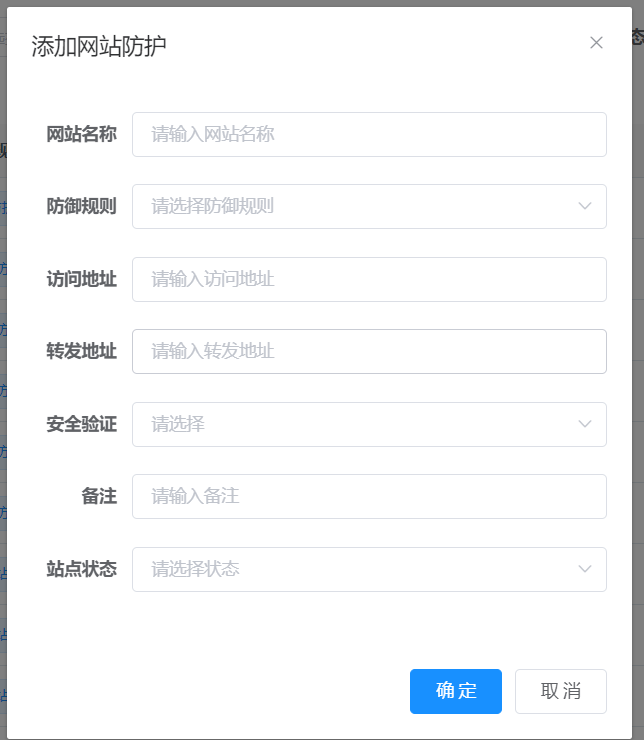 添加网站防护
网站名称 请输入网站名称
防御规则 请选择防御规则
访问地址 请输入访问地址
转发地址 请输入转发地址
安全验证 请选择
备注 请输入备注
站点状态 请选择状态
确定 取消